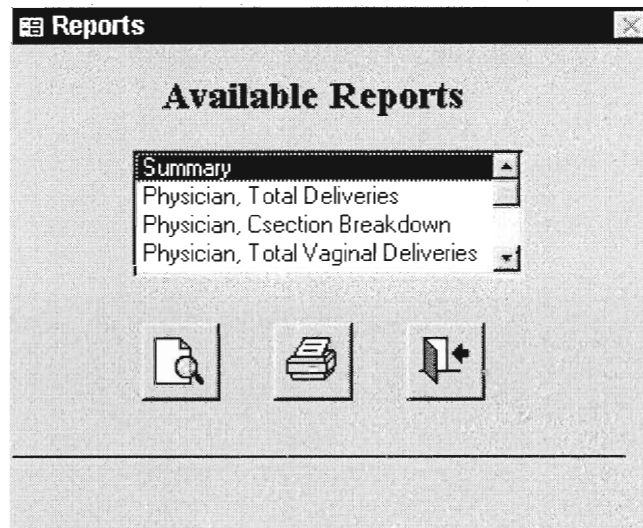 Reports
Available Reports
Summary
Physician, Total Deliveries
Physician, Csection Breakdown
Physician, Total Vaginal Deliveries